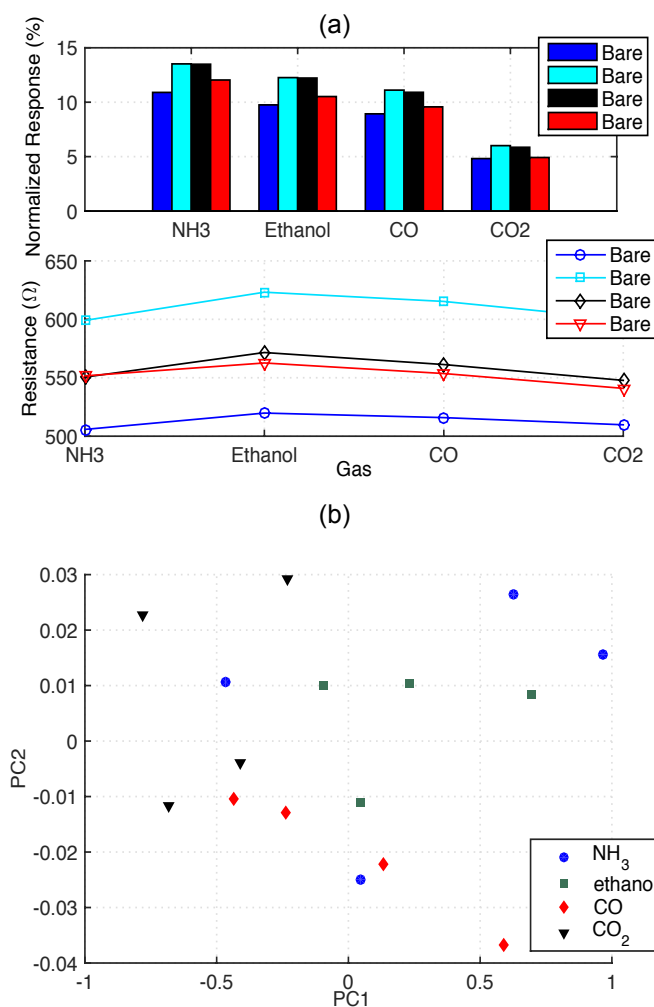 (a)
Normalized Response (%)
15
10
5
0
NH3 Ethanol CO CO2
Bare
Bare
Bare
Bare
Resistance (Ω)
650
600
550
500
NH3 Ethanol CO CO2
Gas
Bare
Bare
Bare
Bare
(b)
PC2
0.03
0.02
0.01
0
-0.01
-0.02
-0.03
-0.04
-1 -0.5 0 0.5 1
PC1
NH3
ethano
CO
CO2